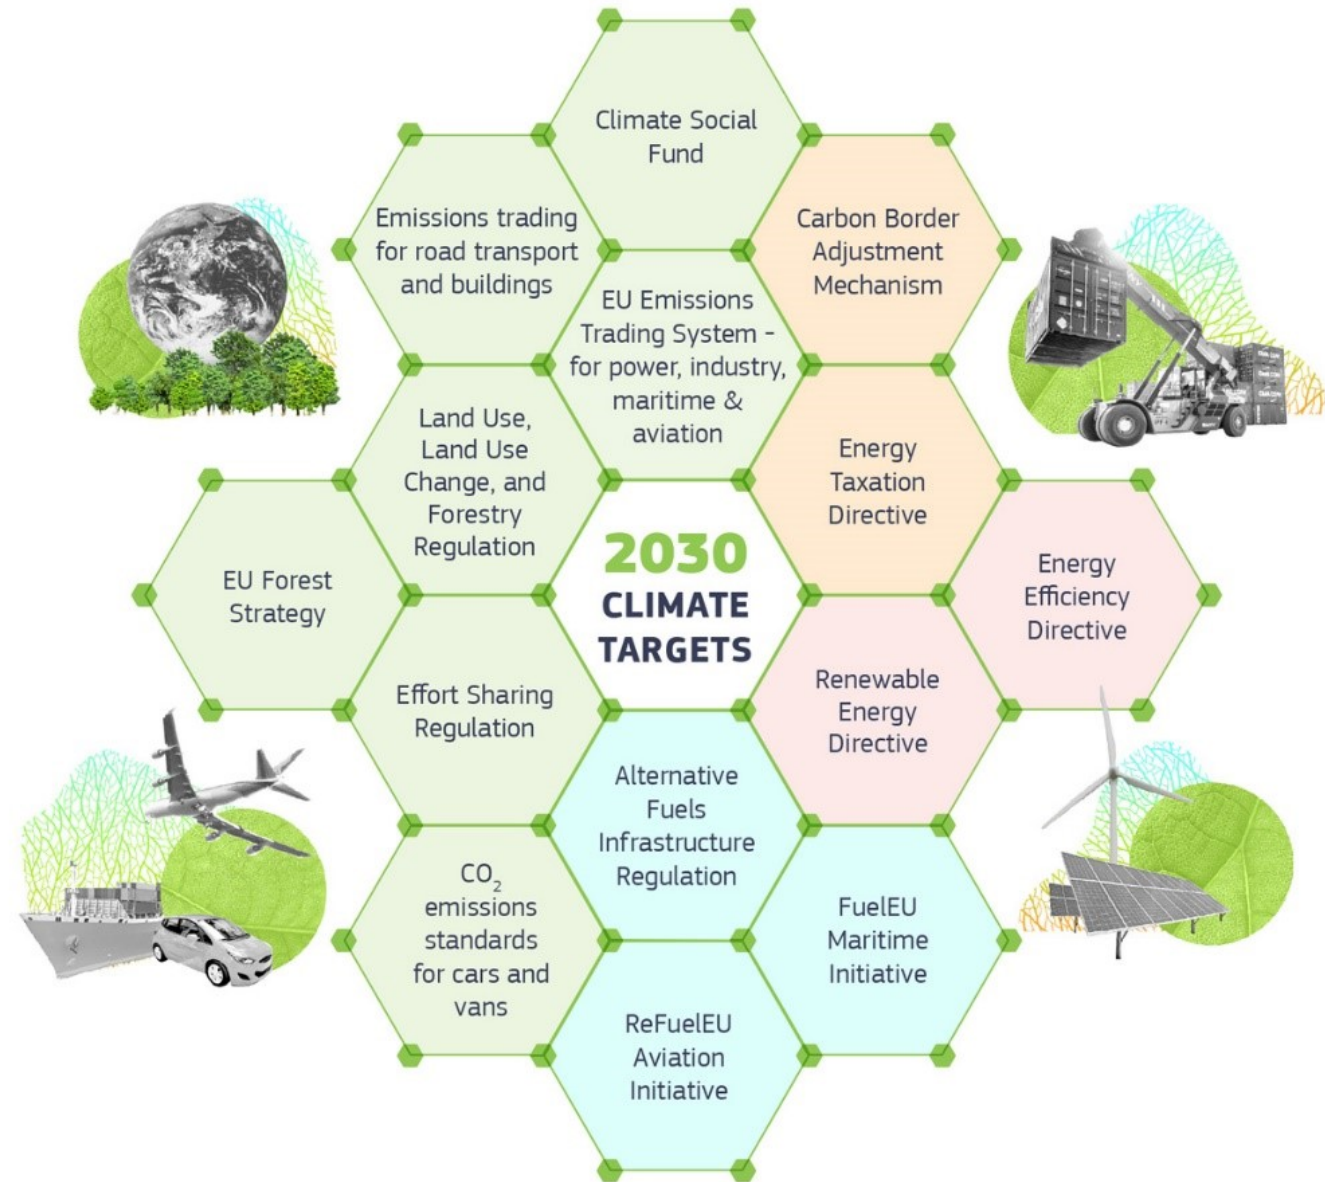 Climate Social
Fund
Emissions trading
for road transport
and buildings
Carbon Border
Adjustment
Mechanism
EU Emissions
Trading System -
for power, industry,
maritime &
aviation
Land Use,
Land Use
Change, and
Forestry
Regulation
Energy
Taxation
Directive
EU Forest
Strategy
2030
CLIMATE
TARGETS
Energy
Efficiency
Directive
Effort Sharing
Regulation
Renewable
Energy
Directive
Alternative
Fuels
Infrastructure
Regulation
CO₂
emissions
standards
for cars and
vans
FuelEU
Maritime
Initiative
ReFuelEU
Aviation
Initiative